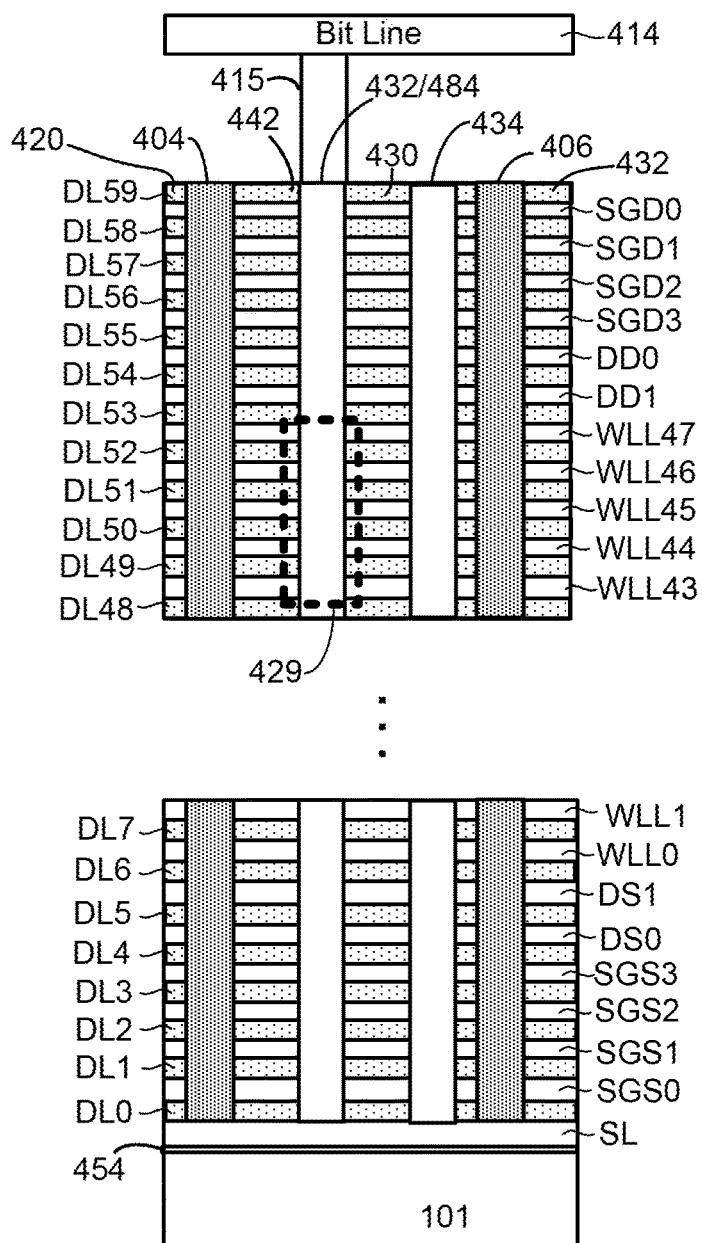 Bit Line
414
415
432/484
404
442
434
420
430
406
432
DL59
SGD0
DL58
SGD1
DL57
SGD2
DL56
SGD3
DL55
DD0
DL54
DD1
DL53
WLL47
DL52
WLL46
DL51
WLL45
DL50
WLL44
DL49
WLL43
DL48
429
WLL1
DL7
WLL0
DL6
DS1
DL5
DS0
DL4
SGS3
DL3
SGS2
DL2
SGS1
DL1
SGS0
DL0
SL
454
101